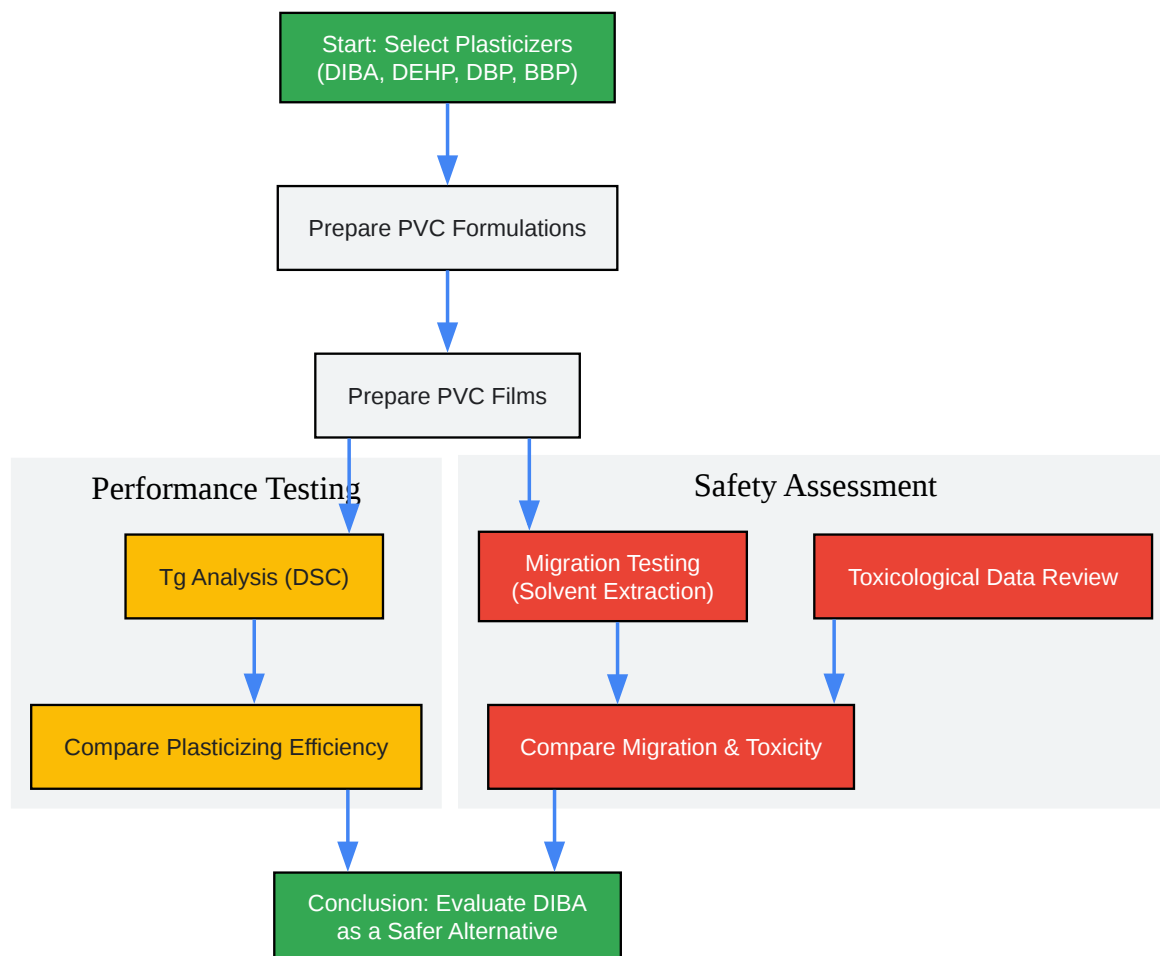 Start: Select Plasticizers
(DIBA, DEHP, DBP, BBP)
Prepare PVC Formulations
Prepare PVC Films
Performance Testing
Safety Assessment
Tg Analysis (DSC)
Migration Testing
(Solvent Extraction)
Toxicological Data Review
Compare Plasticizing Efficiency
Compare Migration & Toxicity
Conclusion: Evaluate DIBA
as a Safer Alternative